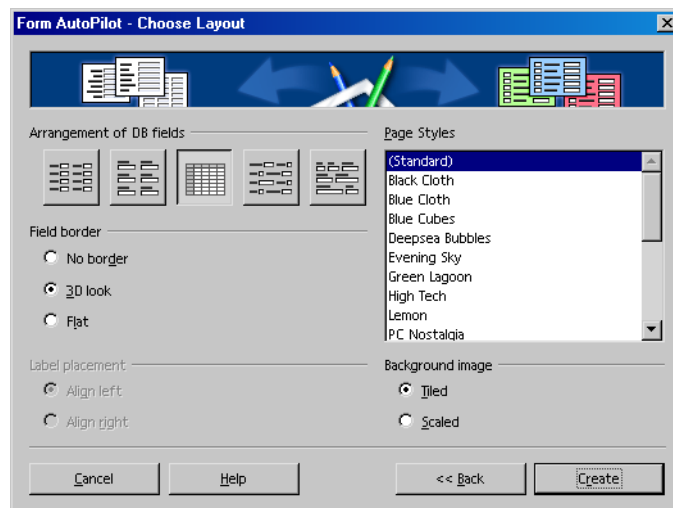 Form AutoPilot - Choose Layout
Arrangement of DB fields
Page Styles
(Standard)
Black Cloth
Blue Cloth
Blue Cubes
Deepsea Bubbles
Evening Sky
Green Lagoon
High Tech
Lemon
PC Nostalgia
Field border
No border
3D look
Flat
Label placement
Align left
Align right
Background image
Tiled
Scaled
Cancel
Help
<< Back
Create